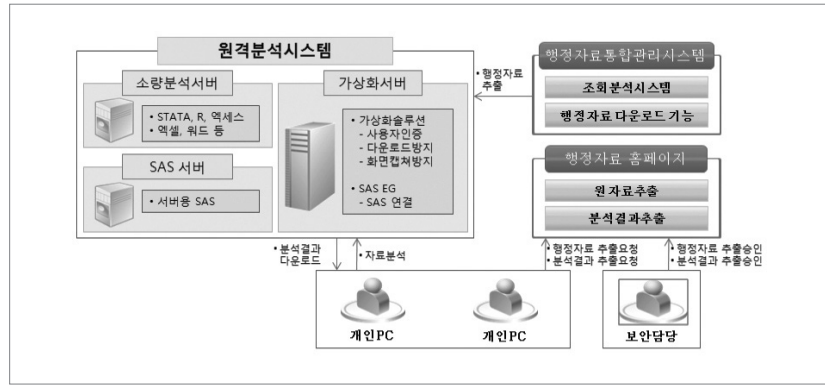 원격분석시스템
소량분석서버
• STATA, R, 엑세스
• 엑셀, 워드 등
SAS 서버
• 서버용 SAS
가상화서버
• 가상화솔루션
- 사용자인증
- 다운로드방지
- 화면캡쳐방지
• SAS EG
- SAS 연결
• 행정자료
추출
행정자료통합관리시스템
조회분석시스템
행정자료 다운로드 기능
행정자료 홈페이지
원자료추출
분석결과추출
• 분석결과
다운로드
• 자료분석
• 행정자료 추출요청
• 분석결과 추출요청
• 행정자료 추출승인
• 분석결과 추출승인
개인PC
개인PC
보안담당